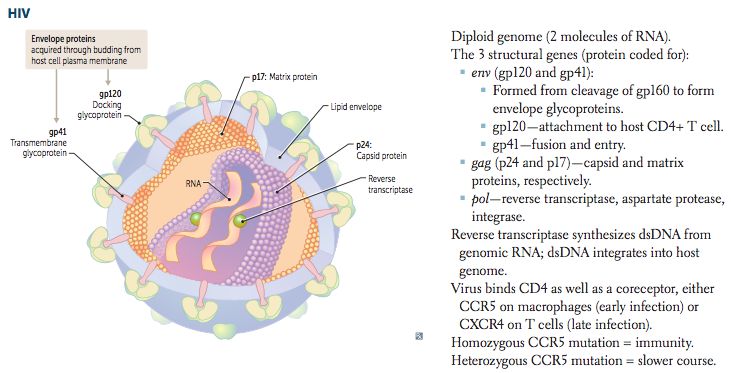 HIV
Envelope proteins
acquired through budding from
host cell plasma membrane
gp120
Docking
glycoprotein
gp41
Transmembrane
glycoprotein
p17: Matrix protein
Lipid envelope
p24:
Capsid protein
Reverse
transcriptase
RNA
Diploid genome (2 molecules of RNA).
The 3 structural genes (protein coded for):
▪ env (gp120 and gp41):
▪ Formed from cleavage of gp160 to form
envelope glycoproteins.
▪ gp120—attachment to host CD4+ T cell.
▪ gp41—fusion and entry.
▪ gag (p24 and p17)—capsid and matrix
proteins, respectively.
▪ pol—reverse transcriptase, aspartate protease,
integrase.
Reverse transcriptase synthesizes dsDNA from
genomic RNA; dsDNA integrates into host
genome.
Virus binds CD4 as well as a coreceptor, either
CCR5 on macrophages (early infection) or
CXCR4 on T cells (late infection).
Homozygous CCR5 mutation = immunity.
Heterozygous CCR5 mutation = slower course.